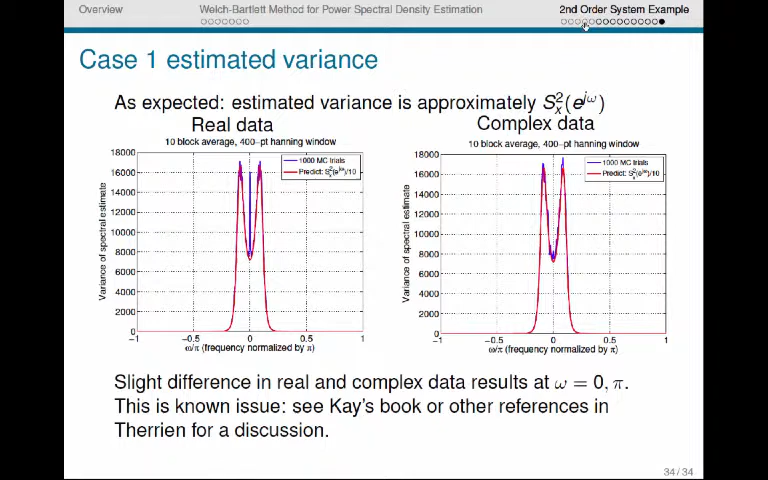 Overview
Welch-Bartlett Method for Power Spectral Density Estimation
2nd Order System Example
Case 1 estimated variance
As expected: estimated variance is approximately S_x^2(e^{jω})
Real data
Complex data
10 block average, 400-pt hanning window
1000 MC trials
Predict: S_x^2(e^{jω})/10
Variance of spectral estimate
18000
16000
14000
12000
10000
8000
6000
4000
2000
0
−1
−0.5
0
0.5
1
ω/π (frequency normalized by π)
10 block average, 400-pt hanning window
1000 MC trials
Predict: S_x^2(e^{jω})/10
Variance of spectral estimate
18000
16000
14000
12000
10000
8000
6000
4000
2000
0
−1
−0.5
0
0.5
1
ω/π (frequency normalized by π)
Slight difference in real and complex data results at ω = 0, π.
This is known issue: see Kay's book or other references in
Therrien for a discussion.
34 / 34